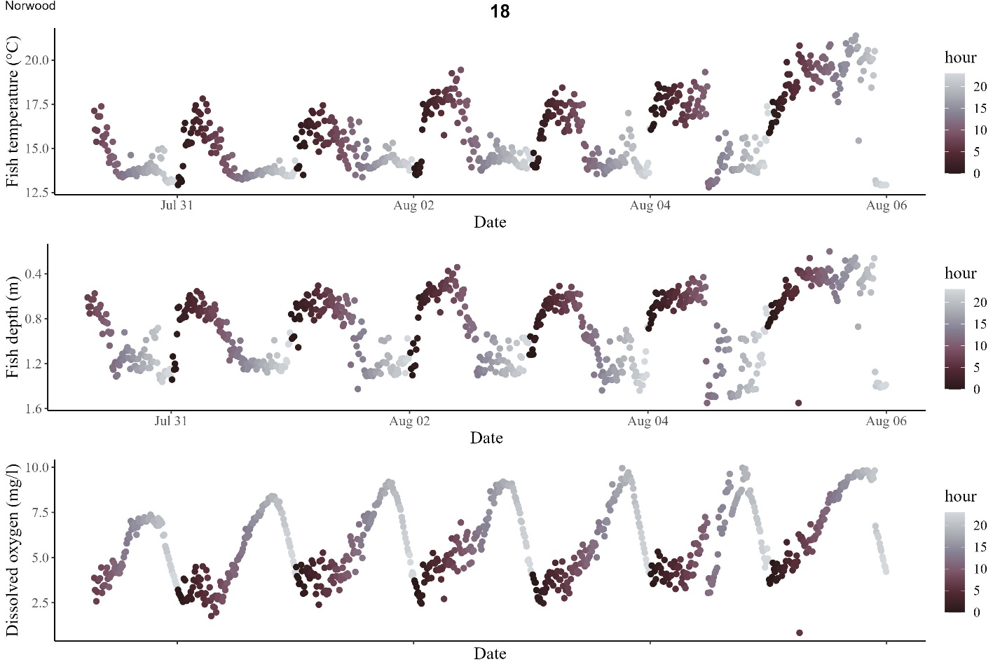 Norwood
18
Fish temperature (°C)
20.0
17.5
15.0
12.5
Jul 31
Aug 02
Aug 04
Aug 06
Date
hour
20
15
10
5
0
Fish depth (m)
0.4
0.8
1.2
1.6
Jul 31
Aug 02
Aug 04
Aug 06
Date
hour
20
15
10
5
0
Dissolved oxygen (mg/l)
10.0
7.5
5.0
2.5
Date
hour
20
15
10
5
0